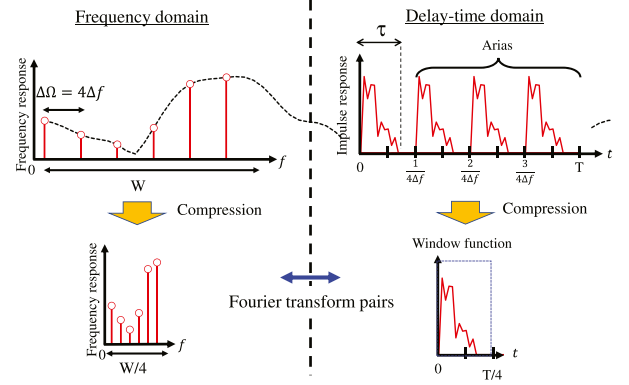 Frequency domain
Delay-time domain
Frequency response
ΔΩ = 4Δf
0
f
W
Impulse response
τ
Arias
0
1/4Δf
2/4Δf
3/4Δf
T
t
Compression
Compression
Frequency response
0
f
W/4
Fourier transform pairs
Window function
0
0
t
T/4